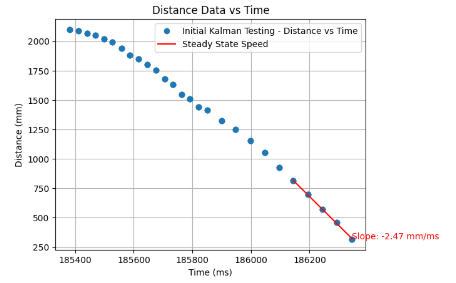 Distance Data vs Time
Initial Kalman Testing - Distance vs Time
Steady State Speed
Distance (mm)
2000
1750
1500
1250
1000
750
500
250
Slope: -2.47 mm/ms
185400 185600 185800 186000 186200
Time (ms)